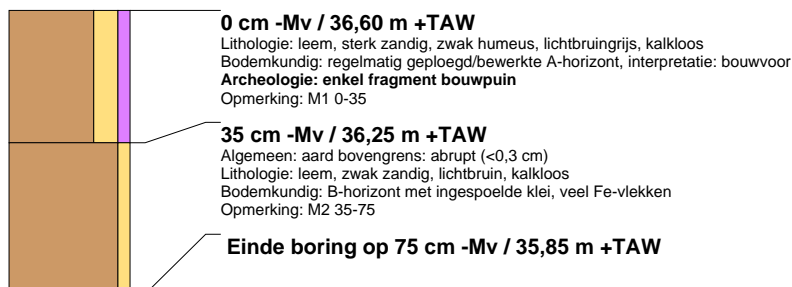 0 cm -Mv / 36,60 m +TAW
Lithologie: leem, sterk zandig, zwak humeus, lichtbruingrijs, kalkloos
Bodemkundig: regelmatig geploegd/bewerkte A-horizont, interpretatie: bouwvoor
Archeologie: enkel fragment bouwpuin
Opmerking: M1 0-35
35 cm -Mv / 36,25 m +TAW
Algemeen: aard bovengrens: abrupt (<0,3 cm)
Lithologie: leem, zwak zandig, lichtbruin, kalkloos
Bodemkundig: B-horizont met ingespoelde klei, veel Fe-vlekken
Opmerking: M2 35-75
Einde boring op 75 cm -Mv / 35,85 m +TAW